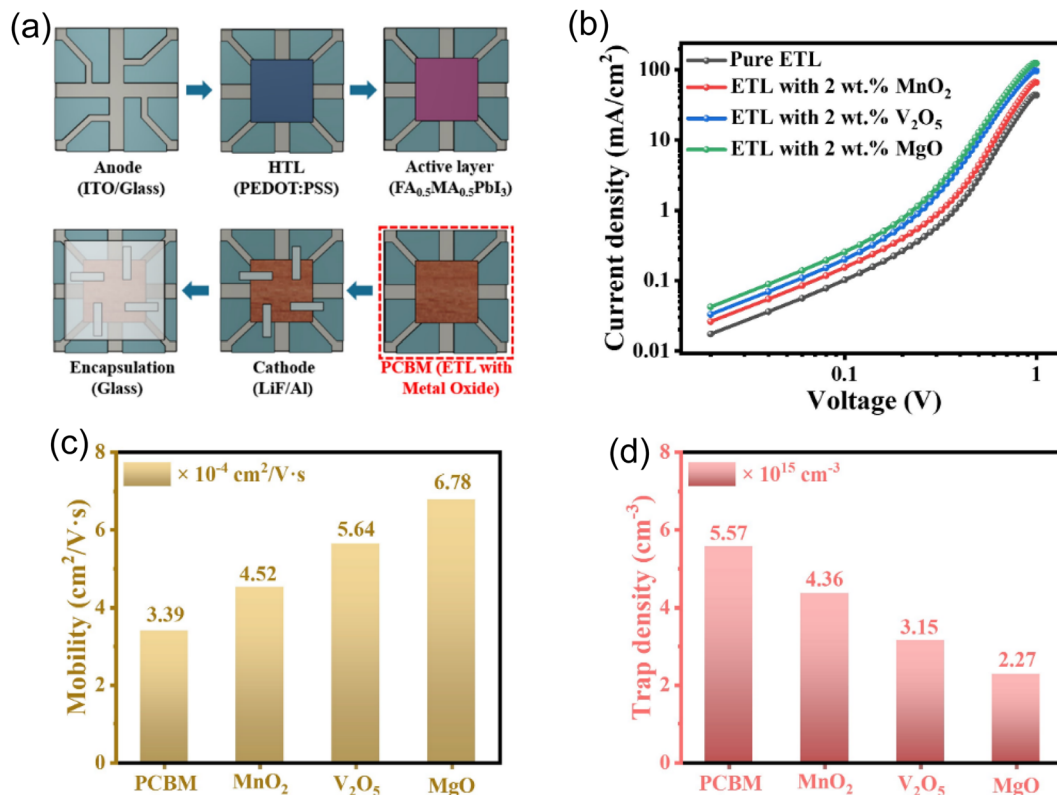 (a)
Anode
(ITO/Glass)
HTL
(PEDOT:PSS)
Active layer
(FA₀.₅MA₀.₅PbI₃)
Encapsulation
(Glass)
Cathode
(LiF/Al)
PCBM (ETL with
Metal Oxide)
(b)
Current density (mA/cm²)
100
10
1
0.1
0.01
Pure ETL
ETL with 2 wt.% MnO₂
ETL with 2 wt.% V₂O₅
ETL with 2 wt.% MgO
0.1
1
Voltage (V)
(c)
Mobility (cm²/V·s)
8
6
4
2
0
× 10⁻⁴ cm²/V·s
3.39
4.52
5.64
6.78
PCBM
MnO₂
V₂O₅
MgO
(d)
Trap density (cm⁻³)
8
6
4
2
0
× 10¹⁵ cm⁻³
5.57
4.36
3.15
2.27
PCBM
MnO₂
V₂O₅
MgO